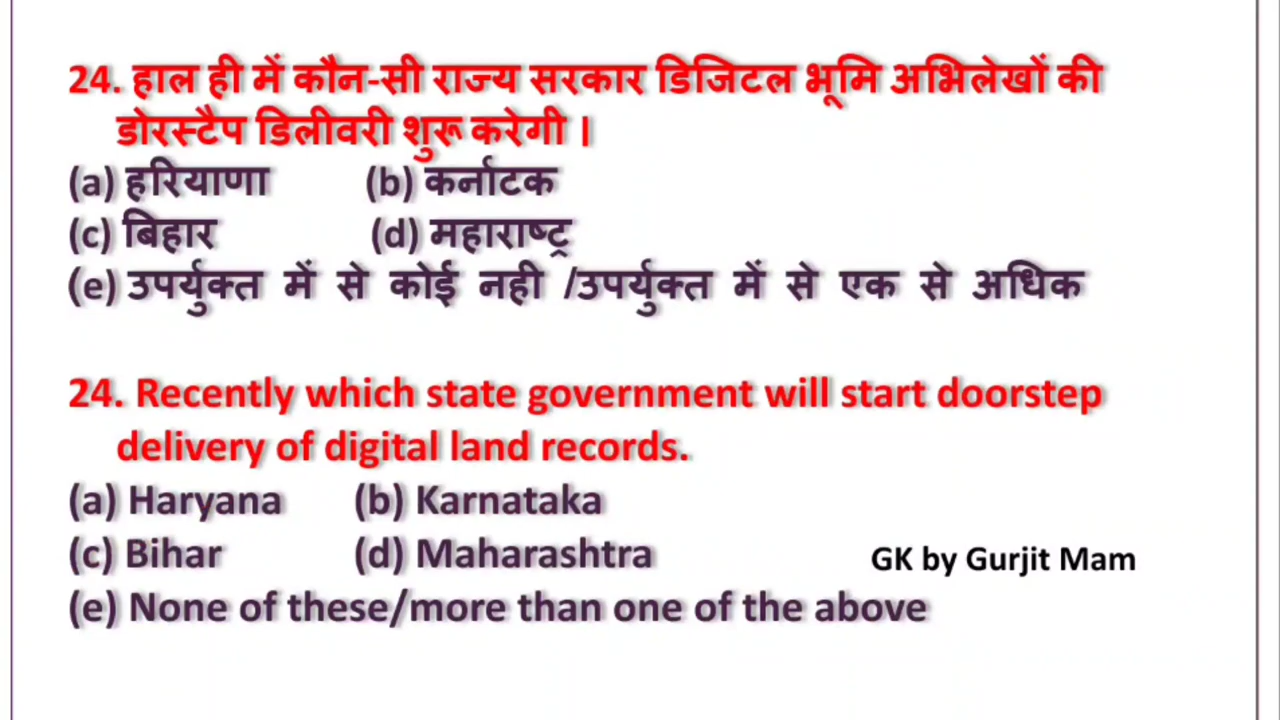 24. हाल ही में कौन-सी राज्य सरकार डिजिटल भूमि अभिलेखों की
डोरस्टैप डिलीवरी शुरू करेगी ।
(a) हरियाणा (b) कर्नाटक
(c) बिहार (d) महाराष्ट्र
(e) उपर्युक्त में से कोई नही /उपर्युक्त में से एक से अधिक
24. Recently which state government will start doorstep
delivery of digital land records.
(a) Haryana (b) Karnataka
(c) Bihar (d) Maharashtra
GK by Gurjit Mam
(e) None of these/more than one of the above